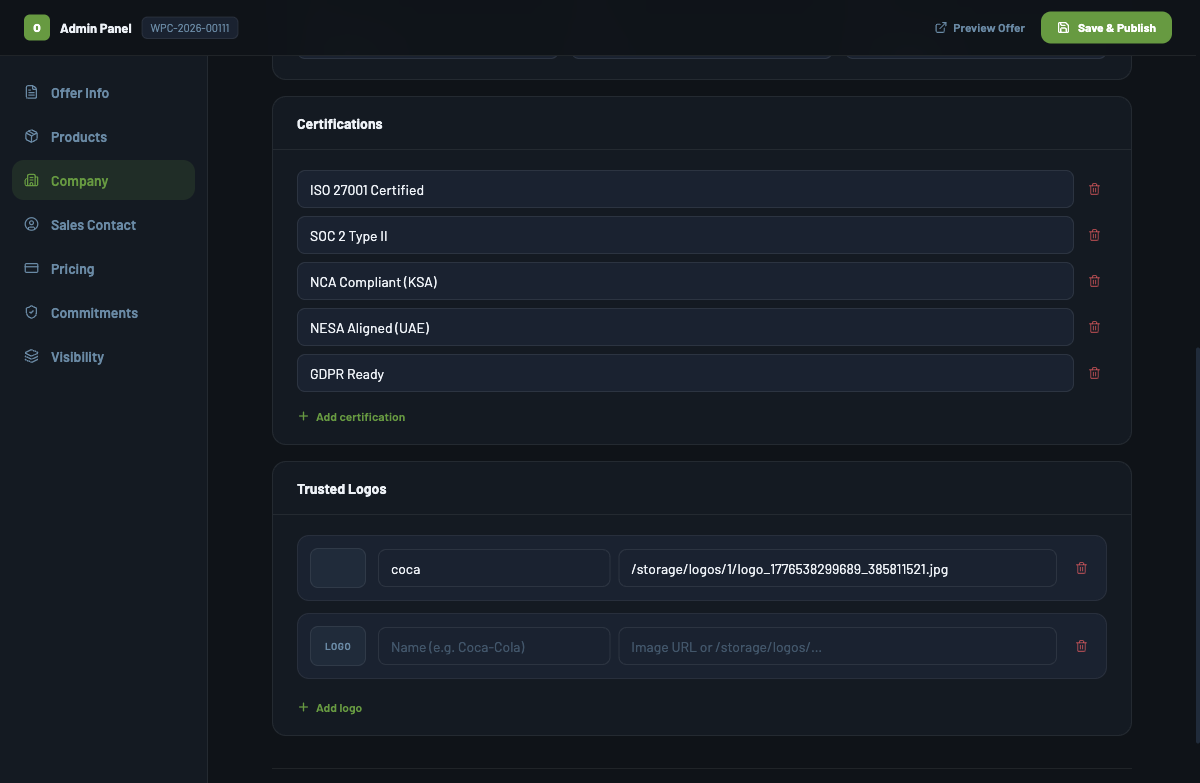 O Admin Panel WPC-2026-00111 Preview Offer Save & Publish
Offer Info
Products
Company
Sales Contact
Pricing
Commitments
Visibility
Certifications
ISO 27001 Certified
SOC 2 Type II
NCA Compliant (KSA)
NESA Aligned (UAE)
GDPR Ready
+ Add certification
Trusted Logos
coca /storage/logos/1/logo_1776538299689_385811521.jpg
LOGO Name (e.g. Coca-Cola) Image URL or /storage/logos/...
+ Add logo